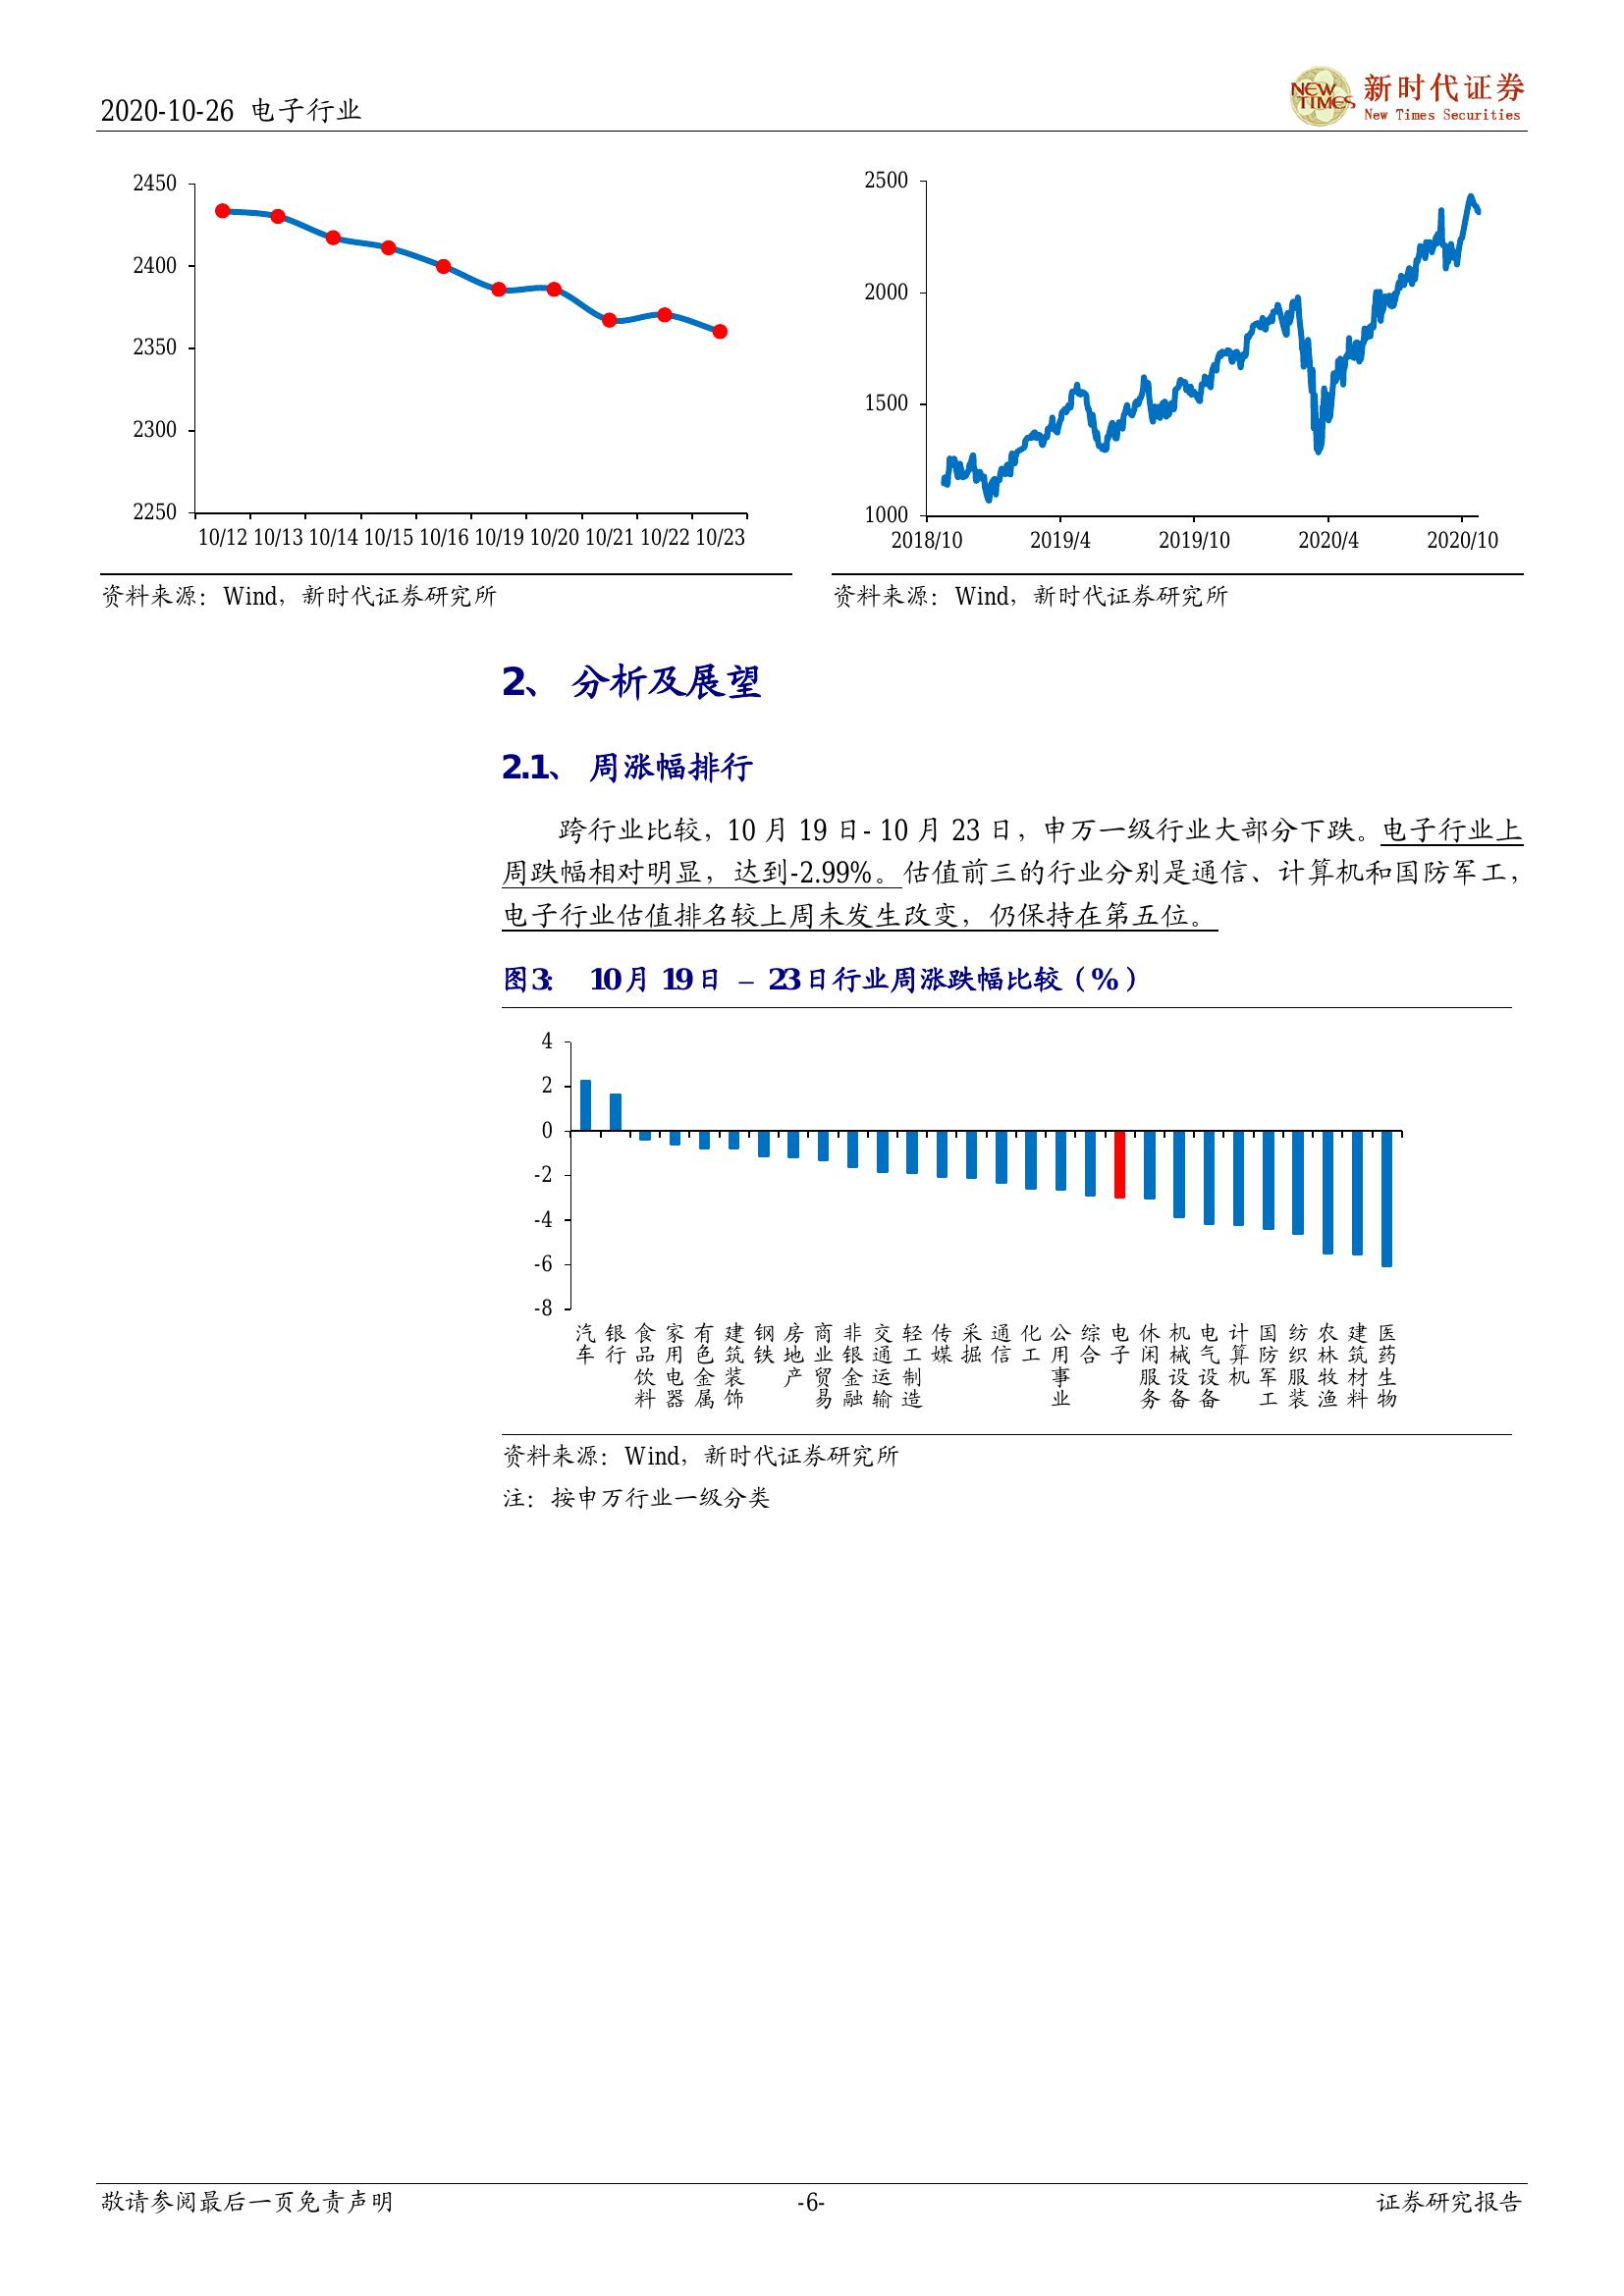 2020-10-26 电子行业
NEW TIMES 新时代证券
New Times Securities
2450
2400
2350
2300
2250
10/12 10/13 10/14 10/15 10/16 10/19 10/20 10/21 10/22 10/23
2500
2000
1500
1000
2018/10 2019/4 2019/10 2020/4 2020/10
资料来源：Wind，新时代证券研究所
资料来源：Wind，新时代证券研究所
2、 分析及展望
2.1、 周涨幅排行
跨行业比较，10 月 19 日- 10 月 23 日，申万一级行业大部分下跌。电子行业上
周跌幅相对明显，达到-2.99%。估值前三的行业分别是通信、计算机和国防军工，
电子行业估值排名较上周未发生改变，仍保持在第五位。
图3： 10月 19日 – 23日行业周涨跌幅比较（%）
4
2
0
-2
-4
-6
-8
汽车
银行
食品饮料
家用电器
有色金属
建筑装饰
钢铁
房地产
商业贸易
非银金融
交通运输
轻工制造
传媒
采掘
通信
化工
公用事业
综合
电子
休闲服务
机械设备
电气设备
计算机
国防军工
纺织服装
农林牧渔
建筑材料
医药生物
资料来源：Wind，新时代证券研究所
注：按申万行业一级分类
敬请参阅最后一页免责声明 -6- 证券研究报告